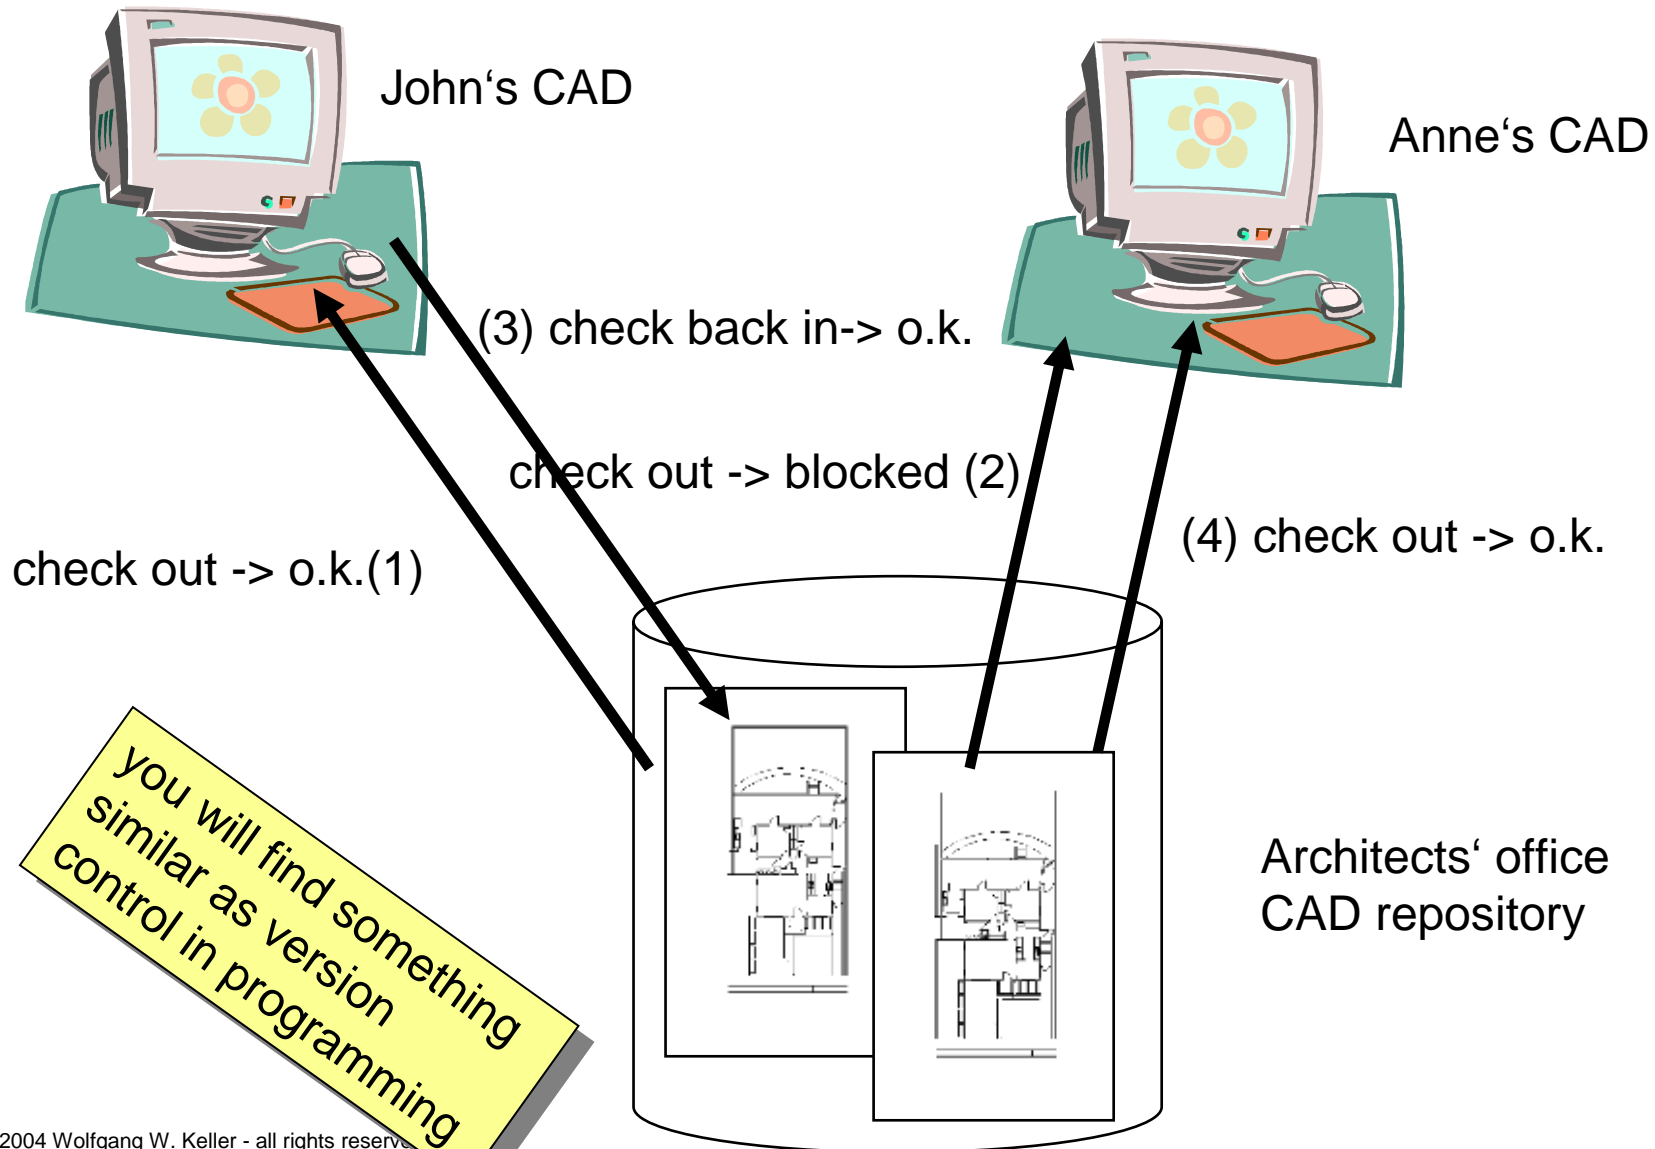 John‘s CAD
Anne‘s CAD
(3) check back in-> o.k.
check out -> blocked (2)
(4) check out -> o.k.
check out -> o.k.(1)
you will find something
similar as version
control in programming
Architects‘ office
CAD repository
2004 Wolfgang W. Keller - all rights